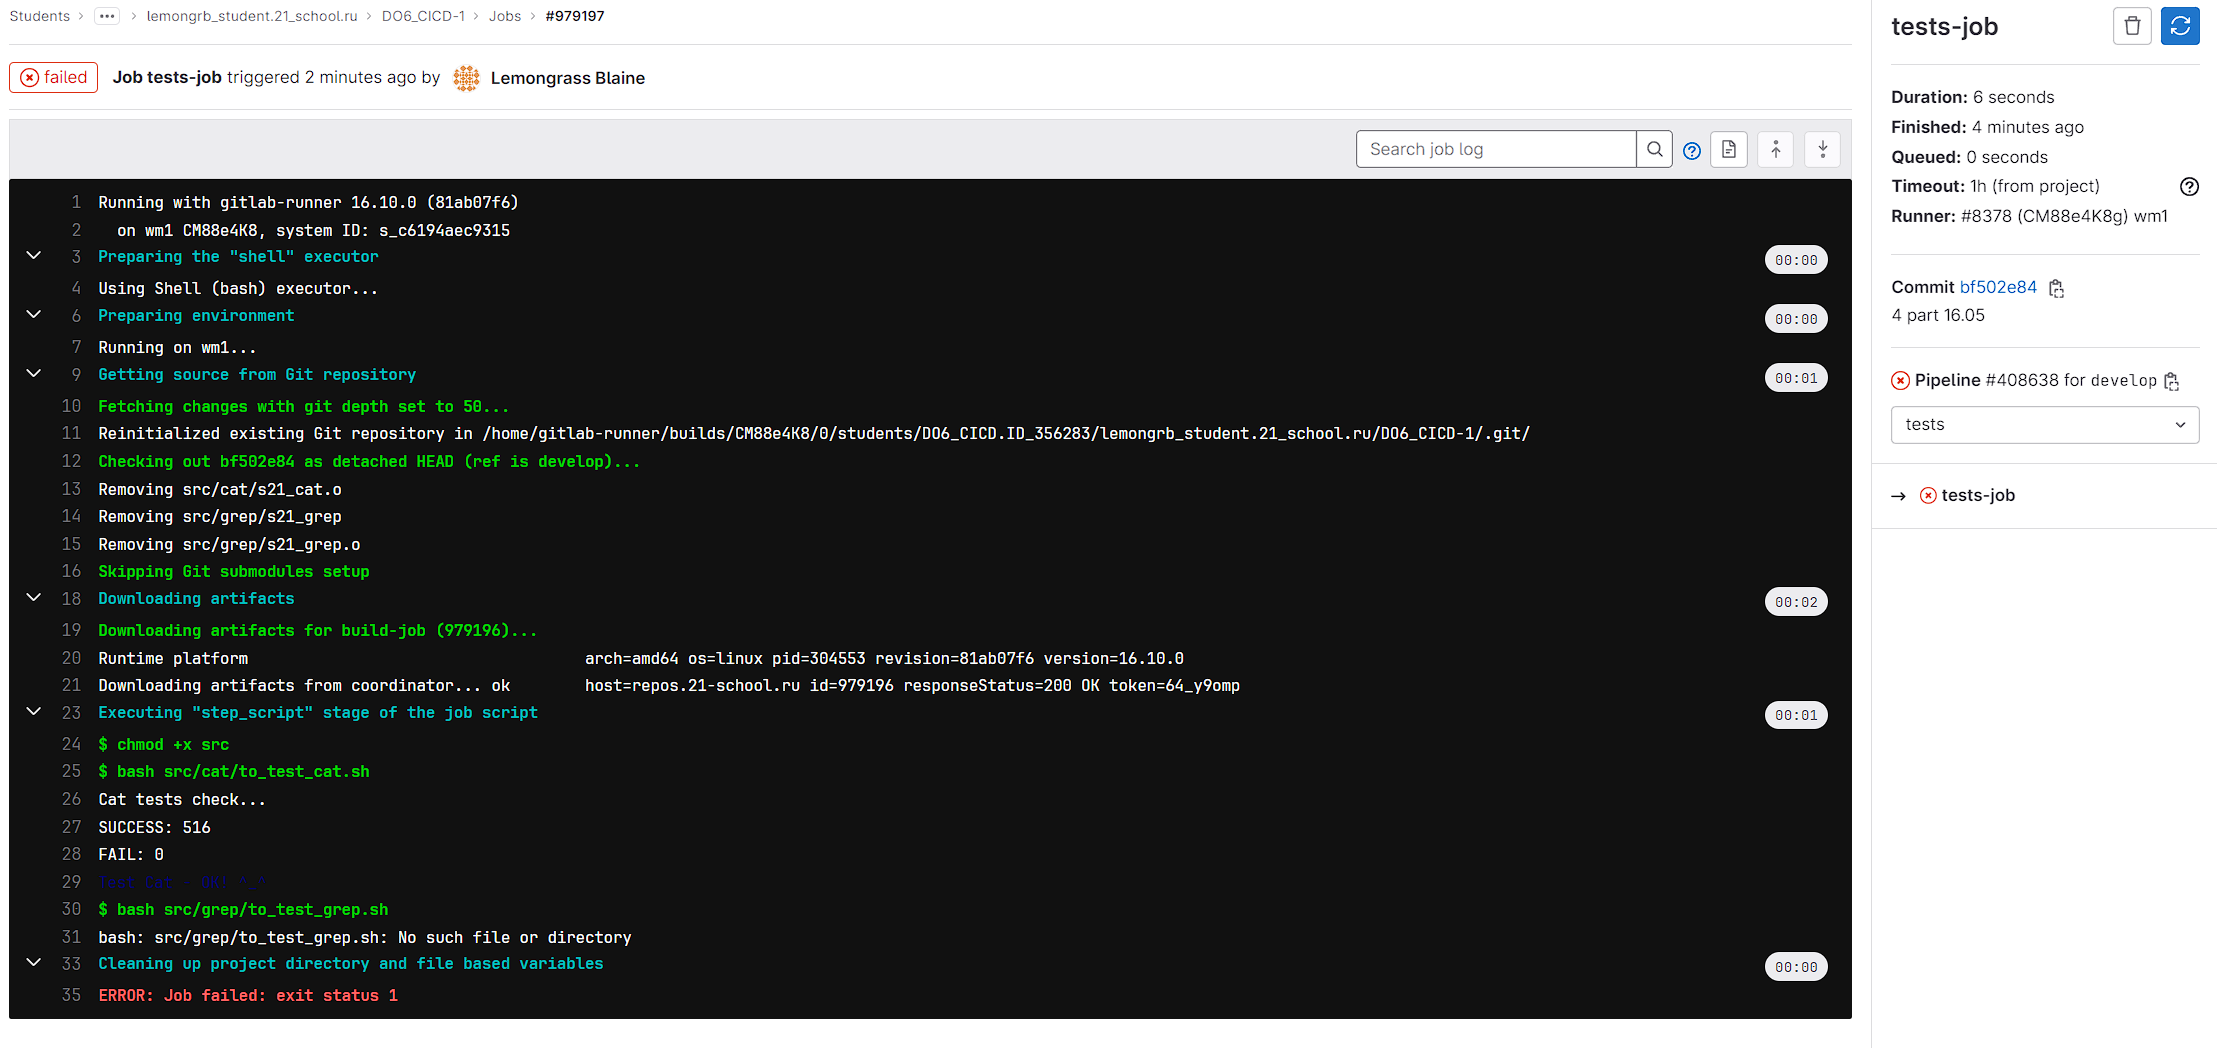 Students > ... > lemongrb_student.21_school.ru > DO6_CICD-1 > Jobs > #979197
failed Job tests-job triggered 2 minutes ago by Lemongrass Blaine
Search job log
1 Running with gitlab-runner 16.10.0 (81ab07f6)
2 on wm1 CM88e4K8, system ID: s_c6194aec9315
3 Preparing the "shell" executor 00:00
4 Using Shell (bash) executor...
6 Preparing environment 00:00
7 Running on wm1...
9 Getting source from Git repository 00:01
10 Fetching changes with git depth set to 50...
11 Reinitialized existing Git repository in /home/gitlab-runner/builds/CM88e4K8/0/students/DO6_CICD.ID_356283/lemongrb_student.21_school.ru/DO6_CICD-1/.git/
12 Checking out bf502e84 as detached HEAD (ref is develop)...
13 Removing src/cat/s21_cat.o
14 Removing src/grep/s21_grep
15 Removing src/grep/s21_grep.o
16 Skipping Git submodules setup
18 Downloading artifacts 00:02
19 Downloading artifacts for build-job (979196)...
20 Runtime platform arch=amd64 os=linux pid=304553 revision=81ab07f6 version=16.10.0
21 Downloading artifacts from coordinator... ok host=repos.21-school.ru id=979196 responseStatus=200 OK token=64_y9omp
23 Executing "step_script" stage of the job script 00:01
24 $ chmod +x src
25 $ bash src/cat/to_test_cat.sh
26 Cat tests check...
27 SUCCESS: 516
28 FAIL: 0
29
30 $ bash src/grep/to_test_grep.sh
31 bash: src/grep/to_test_grep.sh: No such file or directory
33 Cleaning up project directory and file based variables 00:00
35 ERROR: Job failed: exit status 1
tests-job
Duration: 6 seconds
Finished: 4 minutes ago
Queued: 0 seconds
Timeout: 1h (from project)
Runner: #8378 (CM88e4K8g) wm1
Commit bf502e84
4 part 16.05
Pipeline #408638 for develop
tests
→ tests-job